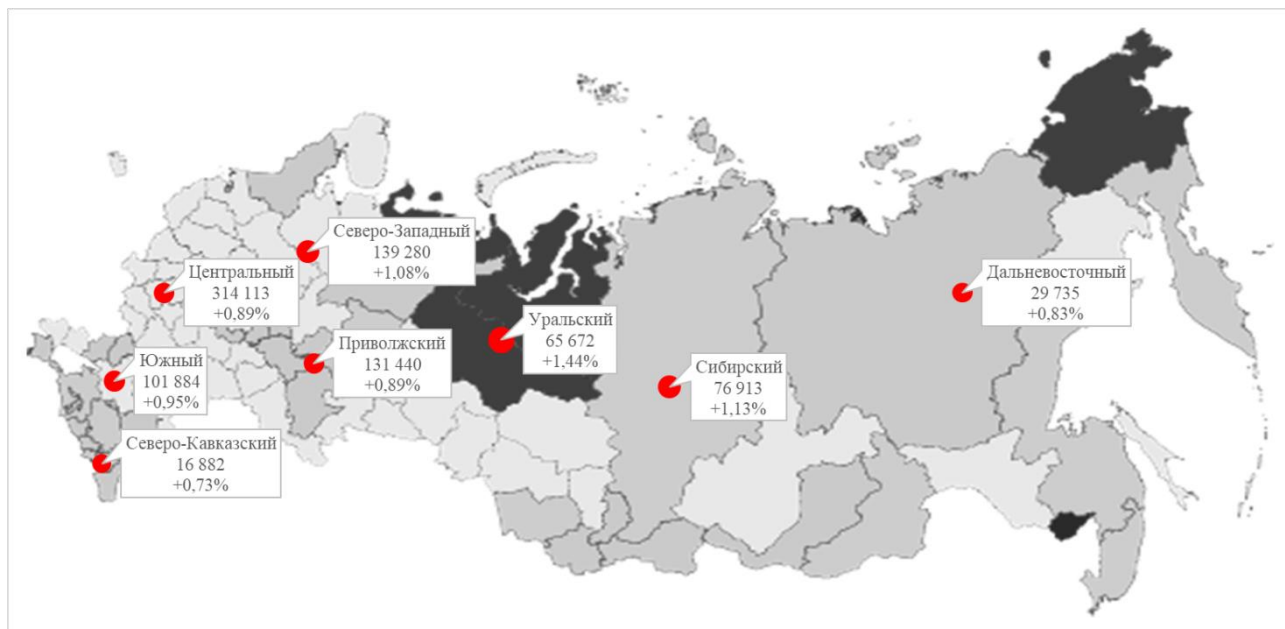 Северо-Западный
139 280
+1,08%
Центральный
314 113
+0,89%
Дальневосточный
29 735
+0,83%
Уральский
65 672
+1,44%
Приволжский
131 440
+0,89%
Южный
101 884
+0,95%
Сибирский
76 913
+1,13%
Северо-Кавказский
16 882
+0,73%